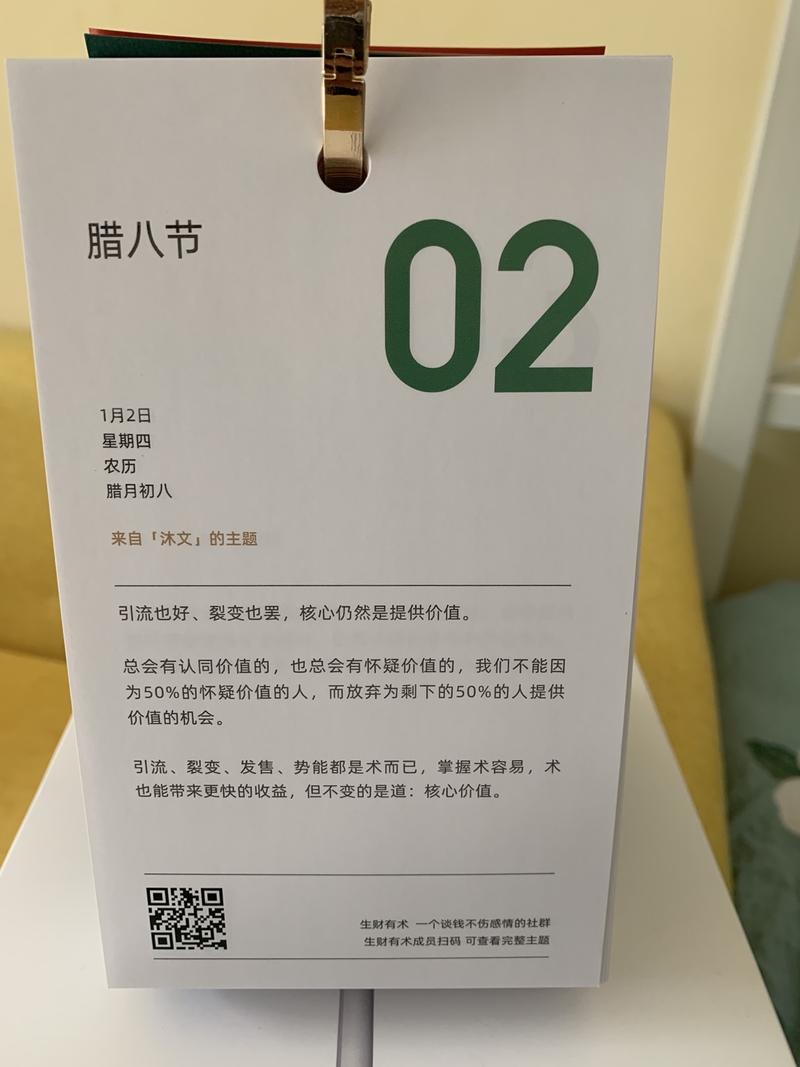 腊八节
02
1月2日
星期四
农历
腊月初八
来自「沐文」的主题
引流也好、裂变也罢，核心仍然是提供价值。
总会有认同价值的，也总会有怀疑价值的，我们不能因
为50%的怀疑价值的人，而放弃为剩下的50%的人提供
价值的机会。
引流、裂变、发售、势能都是术而已，掌握术容易，术
也能带来更快的收益，但不变的是道：核心价值。
生财有术 一个谈钱不伤感情的社群
生财有术成员扫码 可查看完整主题